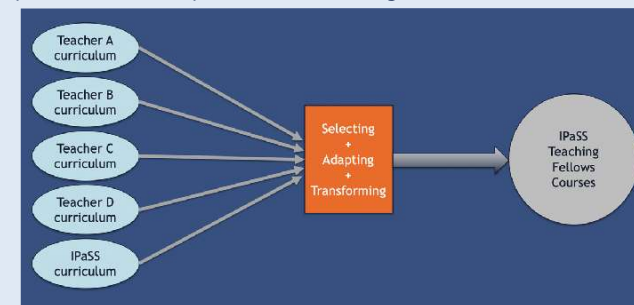 Teacher A
curriculum
Teacher B
curriculum
Teacher C
curriculum
Teacher D
curriculum
IPaSS
curriculum
Selecting
+
Adapting
+
Transforming
IPaSS
Teaching
Fellows
Courses